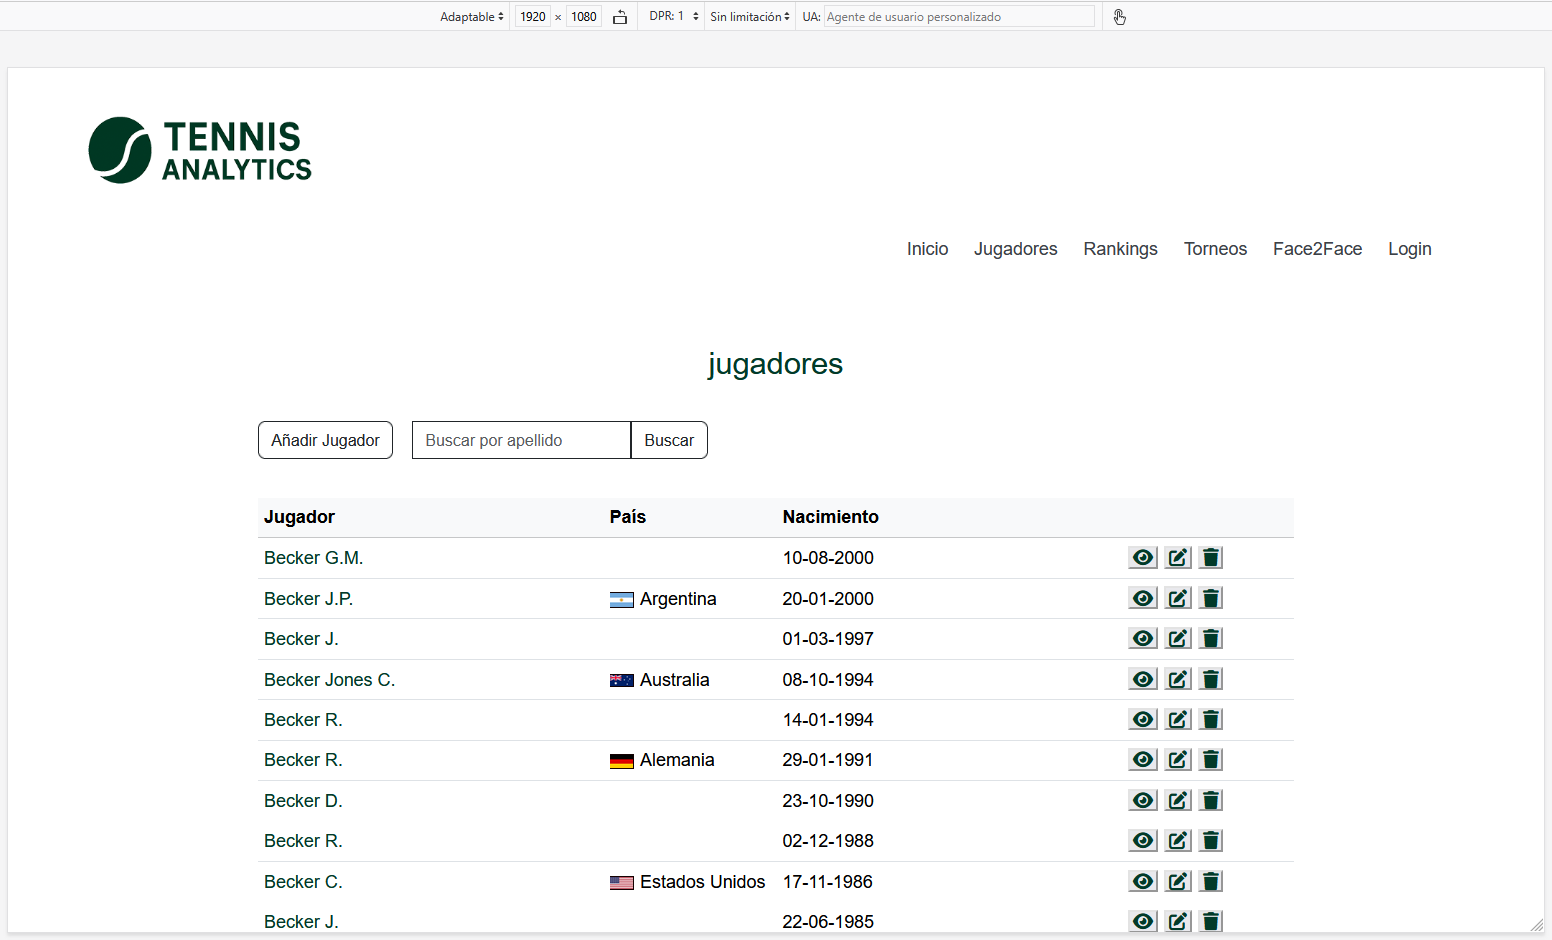 Adaptable 1920 × 1080 DPR: 1 Sin limitación UA: Agente de usuario personalizado
TENNIS
ANALYTICS
Inicio Jugadores Rankings Torneos Face2Face Login
jugadores
Añadir Jugador Buscar por apellido Buscar
Jugador País Nacimiento
Becker G.M. 10-08-2000
Becker J.P. Argentina 20-01-2000
Becker J. 01-03-1997
Becker Jones C. Australia 08-10-1994
Becker R. 14-01-1994
Becker R. Alemania 29-01-1991
Becker D. 23-10-1990
Becker R. 02-12-1988
Becker C. Estados Unidos 17-11-1986
Becker J. 22-06-1985